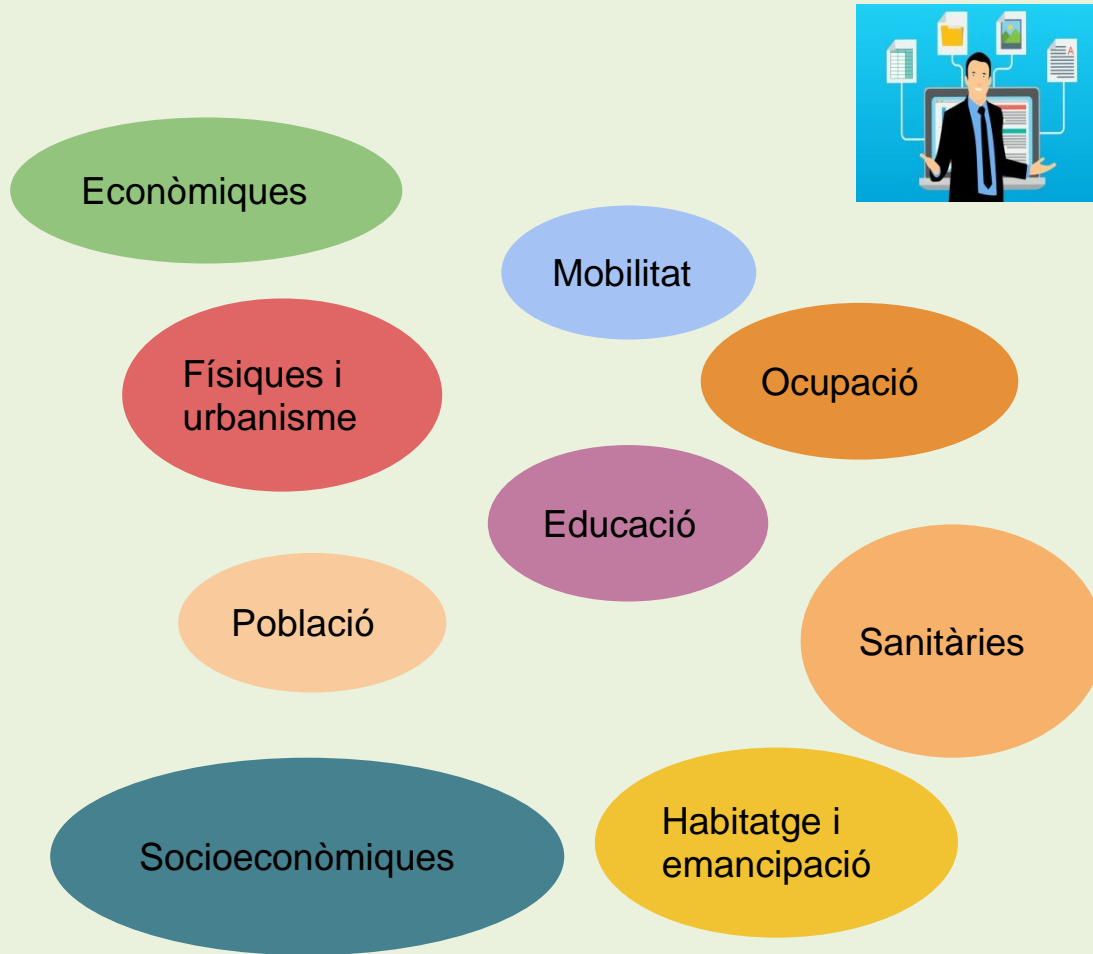 Econòmiques
Mobilitat
Físiques i
urbanisme
Ocupació
Educació
Població
Sanitàries
Habitatge i
emancipació
Socioeconòmiques